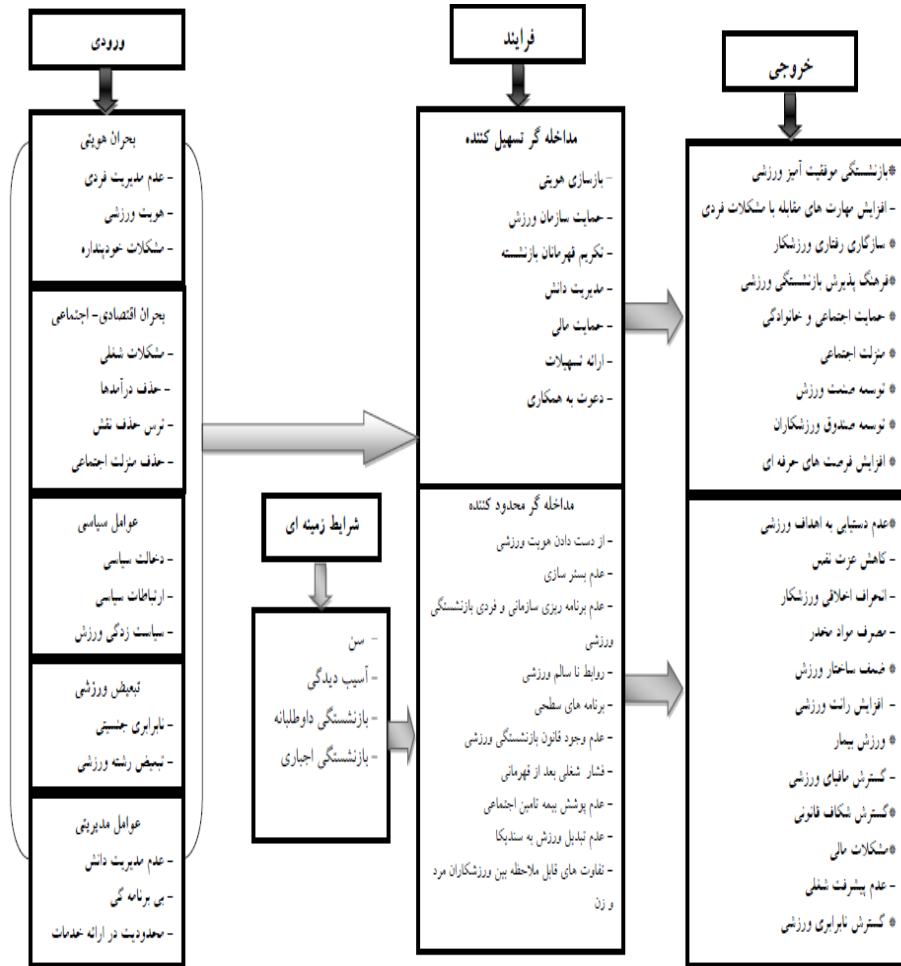 ورودی
بحران هویتی
- عدم مدیریت فردی
- هویت ورزشی
- مشکلات خودپنداره
بحران اقتصادی- اجتماعی
- مشکلات شغلی
- حذف درآمدها
- ترس حذف نقش
- حذف منزلت اجتماعی
عوامل سیاسی
- دخالت سیاسی
- ارتباطات سیاسی
- سیاست زدگی ورزش
تبعیض ورزشی
- نابرابری جنسیتی
- تبعیض رشته ورزشی
عوامل مدیریتی
- عدم مدیریت دانش
- بی برنامه گی
- محدودیت در ارائه خدمات
شرایط زمینه ای
- سن
- آسیب دیدگی
- بازنشستگی داوطلبانه
- بازنشستگی اجباری
فرایند
مداخله گر تسهیل کننده
- بازسازی هویتی
- حمایت سازمان ورزش
- تکریم قهرمانان بازنشسته
- مدیریت دانش
- حمایت مالی
- ارائه تسهیلات
- دعوت به همکاری
مداخله گر محدود کننده
- از دست دادن هویت ورزشی
- عدم بستر سازی
- عدم برنامه ریزی سازمانی و فردی بازنشستگی
ورزشی
- روابط نا سالم ورزشی
- برنامه های سطحی
- عدم وجود قانون بازنشستگی ورزشی
- فشار شغلی بعد از قهرمانی
- عدم پوشش بیمه تامین اجتماعی
- عدم تبدیل ورزش به سندیکا
- تفاوت های قابل ملاحظه بین ورزشکاران مرد
و زن
خروجی
*بازنشستگی موفقیت آمیز ورزشی
- افزایش مهارت های مقابله با مشکلات فردی
* سازگاری رفتاری ورزشکار
*فرهنگ پذیرش بازنشستگی ورزشی
* حمایت اجتماعی و خانوادگی
* منزلت اجتماعی
* توسعه صنعت ورزش
* توسعه صندوق ورزشکاران
* افزایش فرصت های حرفه ای
*عدم دستیابی به اهداف ورزشی
* کاهش عزت نفس
* انحراف اخلاقی ورزشکار
* مصرف مواد مخدر
* ضعف ساختار ورزش
* افزایش رانت ورزشی
* ورزش بیمار
* گسترش مافیای ورزشی
* گسترش شکاف قانونی
* مشکلات مالی
* عدم پیشرفت شغلی
* گسترش نابرابری ورزشی